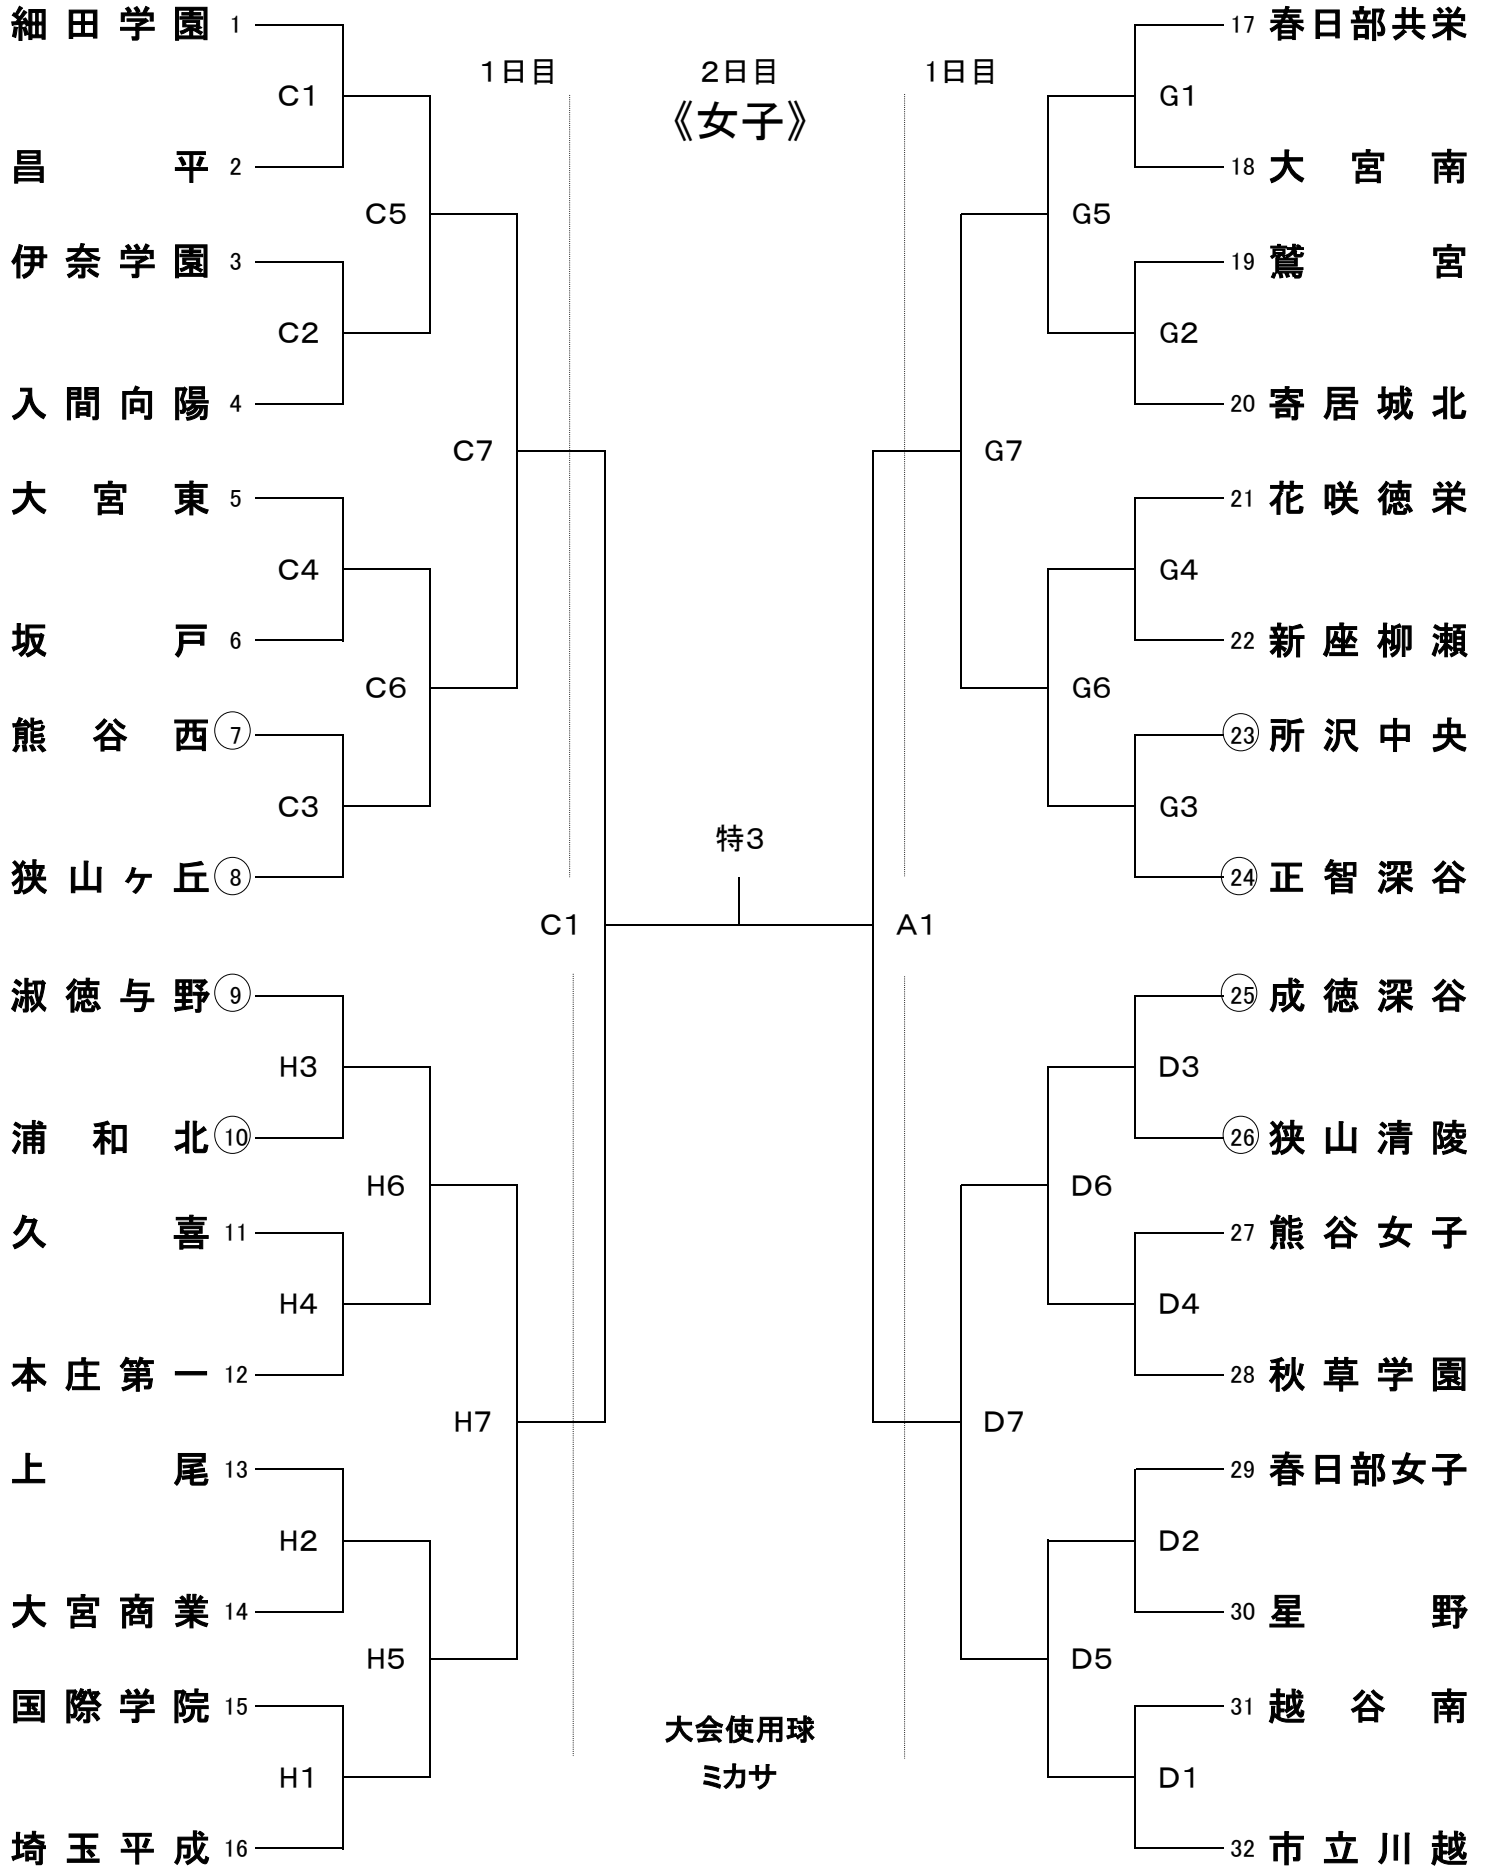 細田学園 1
17 春日部共栄
1日目 2日目 1日目
C1
G1
《女子》
昌平 2
18 大宮南
C5
G5
伊奈学園 3
19 鷲宮
C2
G2
入間向陽 4
20 寄居城北
C7
G7
大宮東 5
21 花咲徳栄
C4
G4
坂戸 6
22 新座柳瀬
C6
G6
熊谷西 7
23 所沢中央
C3
G3
特3
狭山ヶ丘 8
24 正智深谷
C1
A1
淑徳与野 9
25 成徳深谷
H3
D3
浦和北 10
26 狭山清陵
H6
D6
久喜 11
27 熊谷女子
H4
D4
本庄第一 12
28 秋草学園
H7
D7
上尾 13
29 春日部女子
H2
D2
大宮商業 14
30 星野
H5
D5
国際学院 15
31 越谷南
大会使用球
ミカサ
H1
D1
埼玉平成 16
32 市立川越